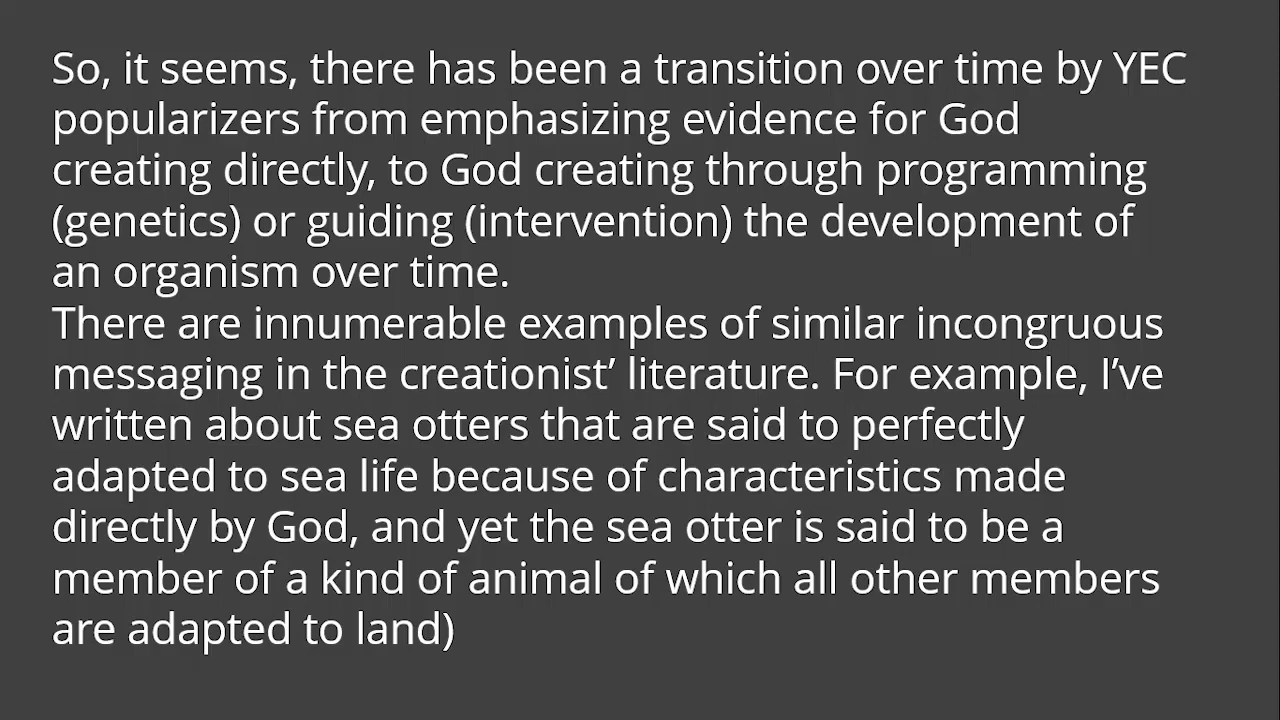 So, it seems, there has been a transition over time by YEC
popularizers from emphasizing evidence for God
creating directly, to God creating through programming
(genetics) or guiding (intervention) the development of
an organism over time.
There are innumerable examples of similar incongruous
messaging in the creationist’ literature. For example, I’ve
written about sea otters that are said to perfectly
adapted to sea life because of characteristics made
directly by God, and yet the sea otter is said to be a
member of a kind of animal of which all other members
are adapted to land)